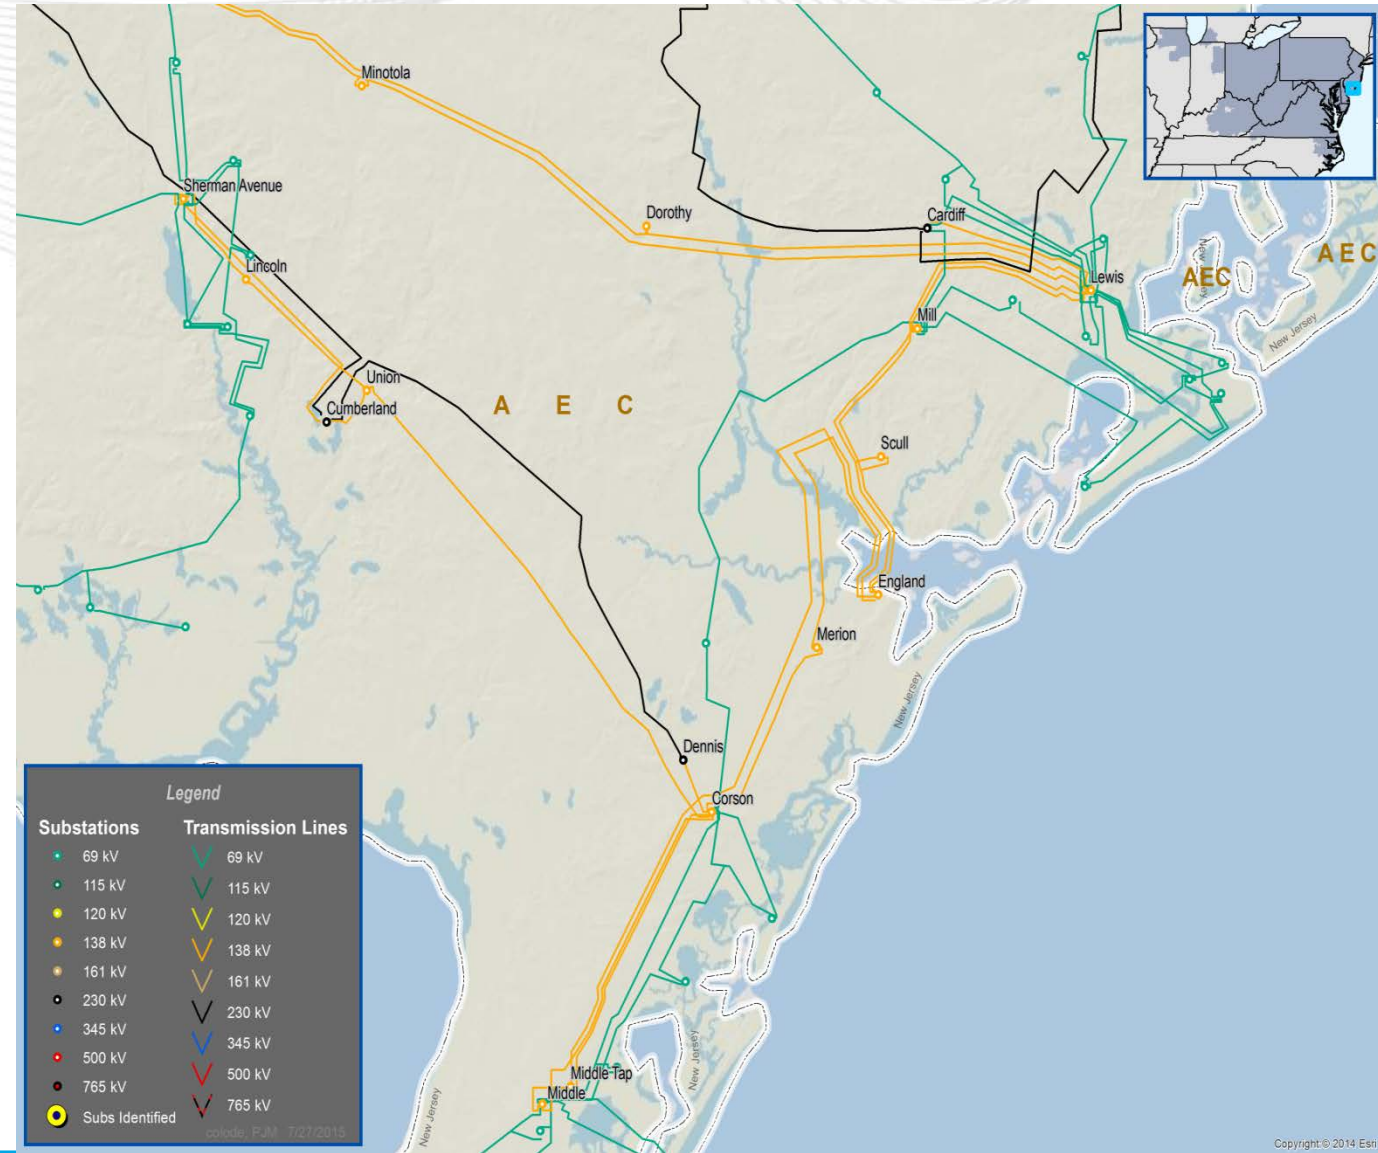 Minotola
Sherman Avenue
Dorothy
Cardiff
Lincoln
Lewis
New Jersey
AEC
A E C
New Jersey
Mill
Union
Cumberland
A E C
Scull
England
Merion
New Jersey
Dennis
Corson
Middle Tap
Middle
New Jersey
New Jersey
Legend
Substations Transmission Lines
69 kV 69 kV
115 kV 115 kV
120 kV 120 kV
138 kV 138 kV
161 kV 161 kV
230 kV 230 kV
345 kV 345 kV
500 kV 500 kV
765 kV 765 kV
Subs Identified
colode, PJM 7/27/2015
Copyright:© 2014 Esri